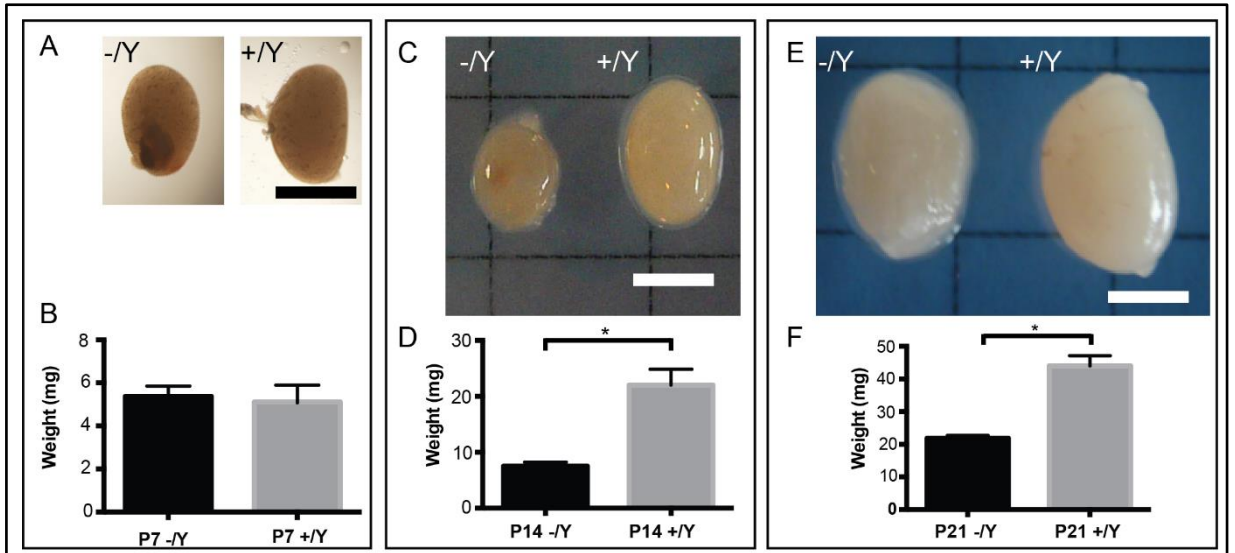 A
-/Y
+/Y
B
8
6
4
2
0
Weight (mg)
P7 -/Y
P7 +/Y
C
-/Y
+/Y
D
*
30
20
10
0
Weight (mg)
P14 -/Y
P14 +/Y
E
-/Y
+/Y
F
*
50
40
30
20
10
0
Weight (mg)
P21 -/Y
P21 +/Y